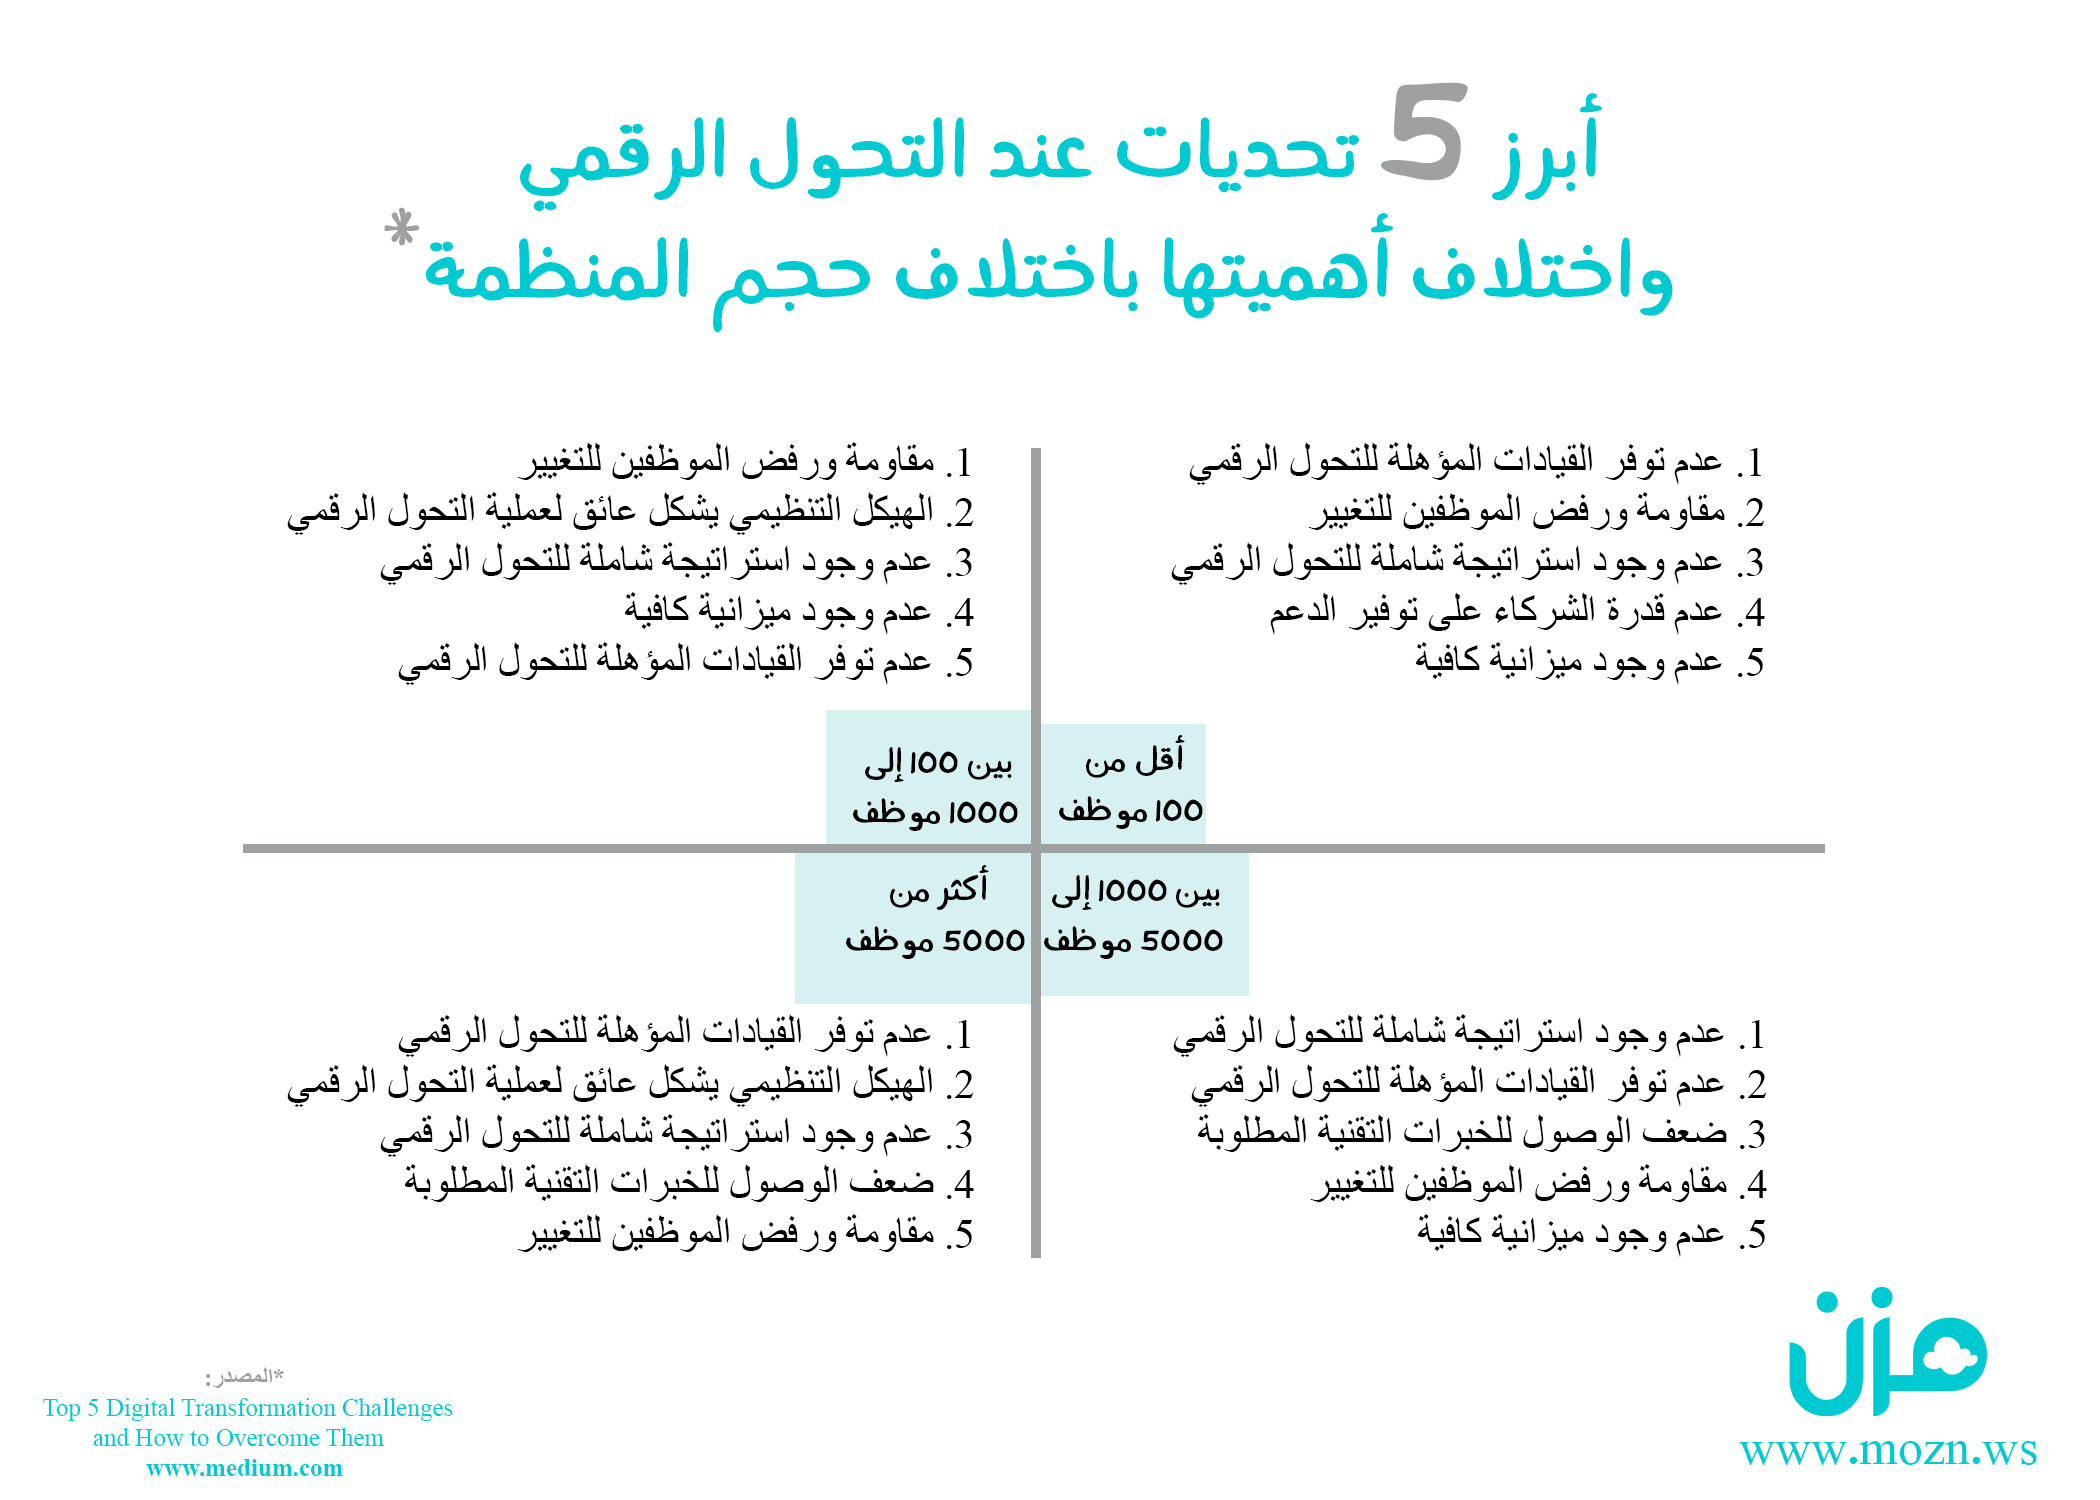 أبرز 5 تحديات عند التحول الرقمي
واختلاف أهميتها باختلاف حجم المنظمة*
1. عدم توفر القيادات المؤهلة للتحول الرقمي
2. مقاومة ورفض الموظفين للتغيير
3. عدم وجود استراتيجة شاملة للتحول الرقمي
4. عدم قدرة الشركاء على توفير الدعم
5. عدم وجود ميزانية كافية
أقل من
100 موظف
1. مقاومة ورفض الموظفين للتغيير
2. الهيكل التنظيمي يشكل عائق لعملية التحول الرقمي
3. عدم وجود استراتيجة شاملة للتحول الرقمي
4. عدم وجود ميزانية كافية
5. عدم توفر القيادات المؤهلة للتحول الرقمي
بين 100 إلى
1000 موظف
بين 1000 إلى
5000 موظف
1. عدم وجود استراتيجة شاملة للتحول الرقمي
2. عدم توفر القيادات المؤهلة للتحول الرقمي
3. ضعف الوصول للخبرات التقنية المطلوبة
4. مقاومة ورفض الموظفين للتغيير
5. عدم وجود ميزانية كافية
أكثر من
5000 موظف
1. عدم توفر القيادات المؤهلة للتحول الرقمي
2. الهيكل التنظيمي يشكل عائق لعملية التحول الرقمي
3. عدم وجود استراتيجة شاملة للتحول الرقمي
4. ضعف الوصول للخبرات التقنية المطلوبة
5. مقاومة ورفض الموظفين للتغيير
مزن
www.mozn.ws
*المصدر:
Top 5 Digital Transformation Challenges
and How to Overcome Them
www.medium.com